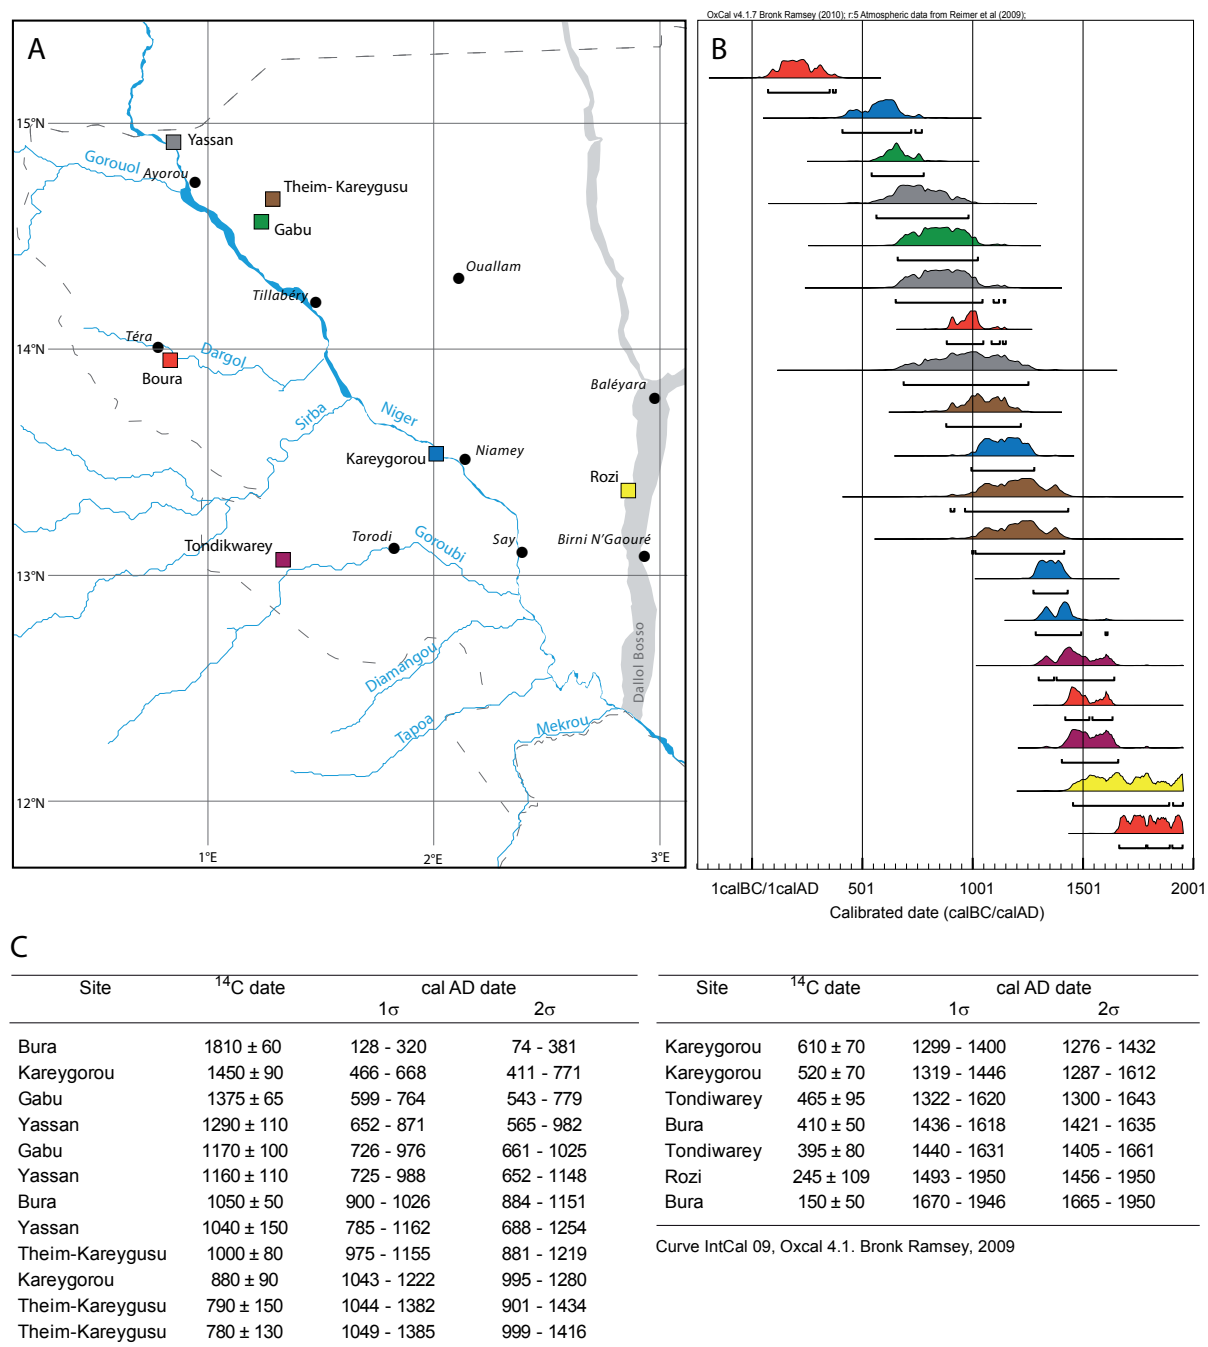 OxCal v4.1.7 Bronk Ramsey (2010); r:5 Atmospheric data from Reimer et al (2009);
A
B
15°N
14°N
13°N
12°N
1°E
2°E
3°E
Yassan
Gorouol
Ayorou
Theim- Kareygusu
Gabu
Ouallam
Tillabéry
Téra
Dargol
Boura
Baléyara
Sirba
Niger
Kareygorou
Niamey
Rozi
Torodi
Goroubi
Say
Birni N'Gaouré
Tondikwarey
Diamangou
Dallol Bosso
Tapoa
Mekrou
1calBC/1calAD 501 1001 1501 2001
Calibrated date (calBC/calAD)
C
Site 14C date cal AD date
1σ 2σ
Bura 1810 ± 60 128 - 320 74 - 381
Kareygorou 1450 ± 90 466 - 668 411 - 771
Gabu 1375 ± 65 599 - 764 543 - 779
Yassan 1290 ± 110 652 - 871 565 - 982
Gabu 1170 ± 100 726 - 976 661 - 1025
Yassan 1160 ± 110 725 - 988 652 - 1148
Bura 1050 ± 50 900 - 1026 884 - 1151
Yassan 1040 ± 150 785 - 1162 688 - 1254
Theim-Kareygusu 1000 ± 80 975 - 1155 881 - 1219
Kareygorou 880 ± 90 1043 - 1222 995 - 1280
Theim-Kareygusu 790 ± 150 1044 - 1382 901 - 1434
Theim-Kareygusu 780 ± 130 1049 - 1385 999 - 1416
Site 14C date cal AD date
1σ 2σ
Kareygorou 610 ± 70 1299 - 1400 1276 - 1432
Kareygorou 520 ± 70 1319 - 1446 1287 - 1612
Tondiwarey 465 ± 95 1322 - 1620 1300 - 1643
Bura 410 ± 50 1436 - 1618 1421 - 1635
Tondiwarey 395 ± 80 1440 - 1631 1405 - 1661
Rozi 245 ± 109 1493 - 1950 1456 - 1950
Bura 150 ± 50 1670 - 1946 1665 - 1950
Curve IntCal 09, Oxcal 4.1. Bronk Ramsey, 2009